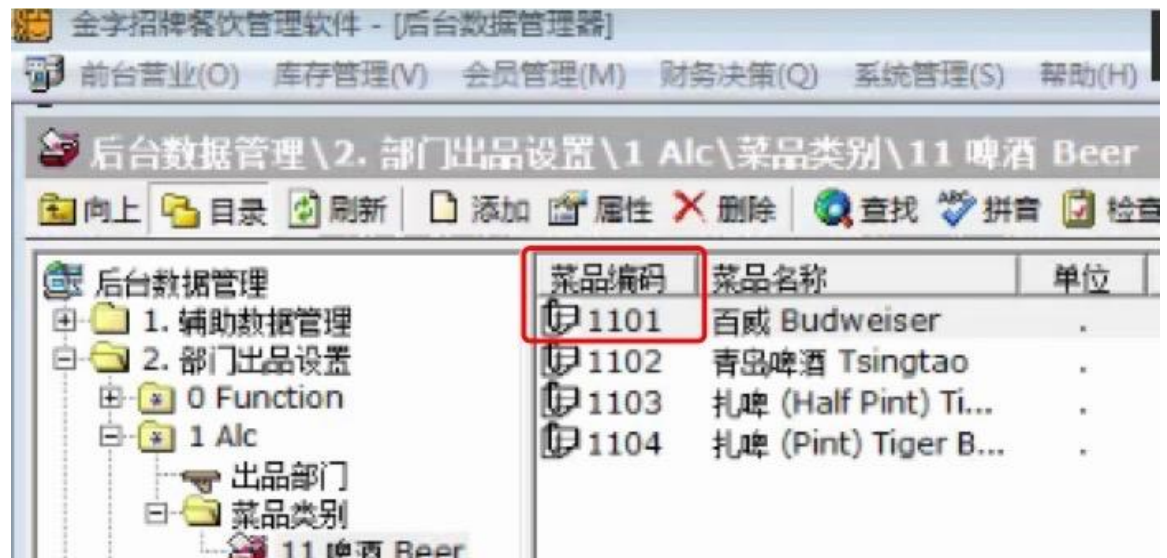 金字招牌餐饮管理软件 - [后台数据管理器]
前台营业(O) 库存管理(V) 会员管理(M) 财务决策(Q) 系统管理(S) 帮助(H)
后台数据管理\2. 部门出品设置\1 Alc\菜品类别\11 啤酒 Beer
向上 目录 刷新 添加 属性 删除 查找 拼音 检查
后台数据管理
1. 辅助数据管理
2. 部门出品设置
0 Function
1 Alc
出品部门
菜品类别
11 啤酒 Beer
菜品编码 菜品名称 单位
1101 百威 Budweiser .
1102 青岛啤酒 Tsingtao .
1103 扎啤 (Half Pint) Ti... .
1104 扎啤 (Pint) Tiger B... .